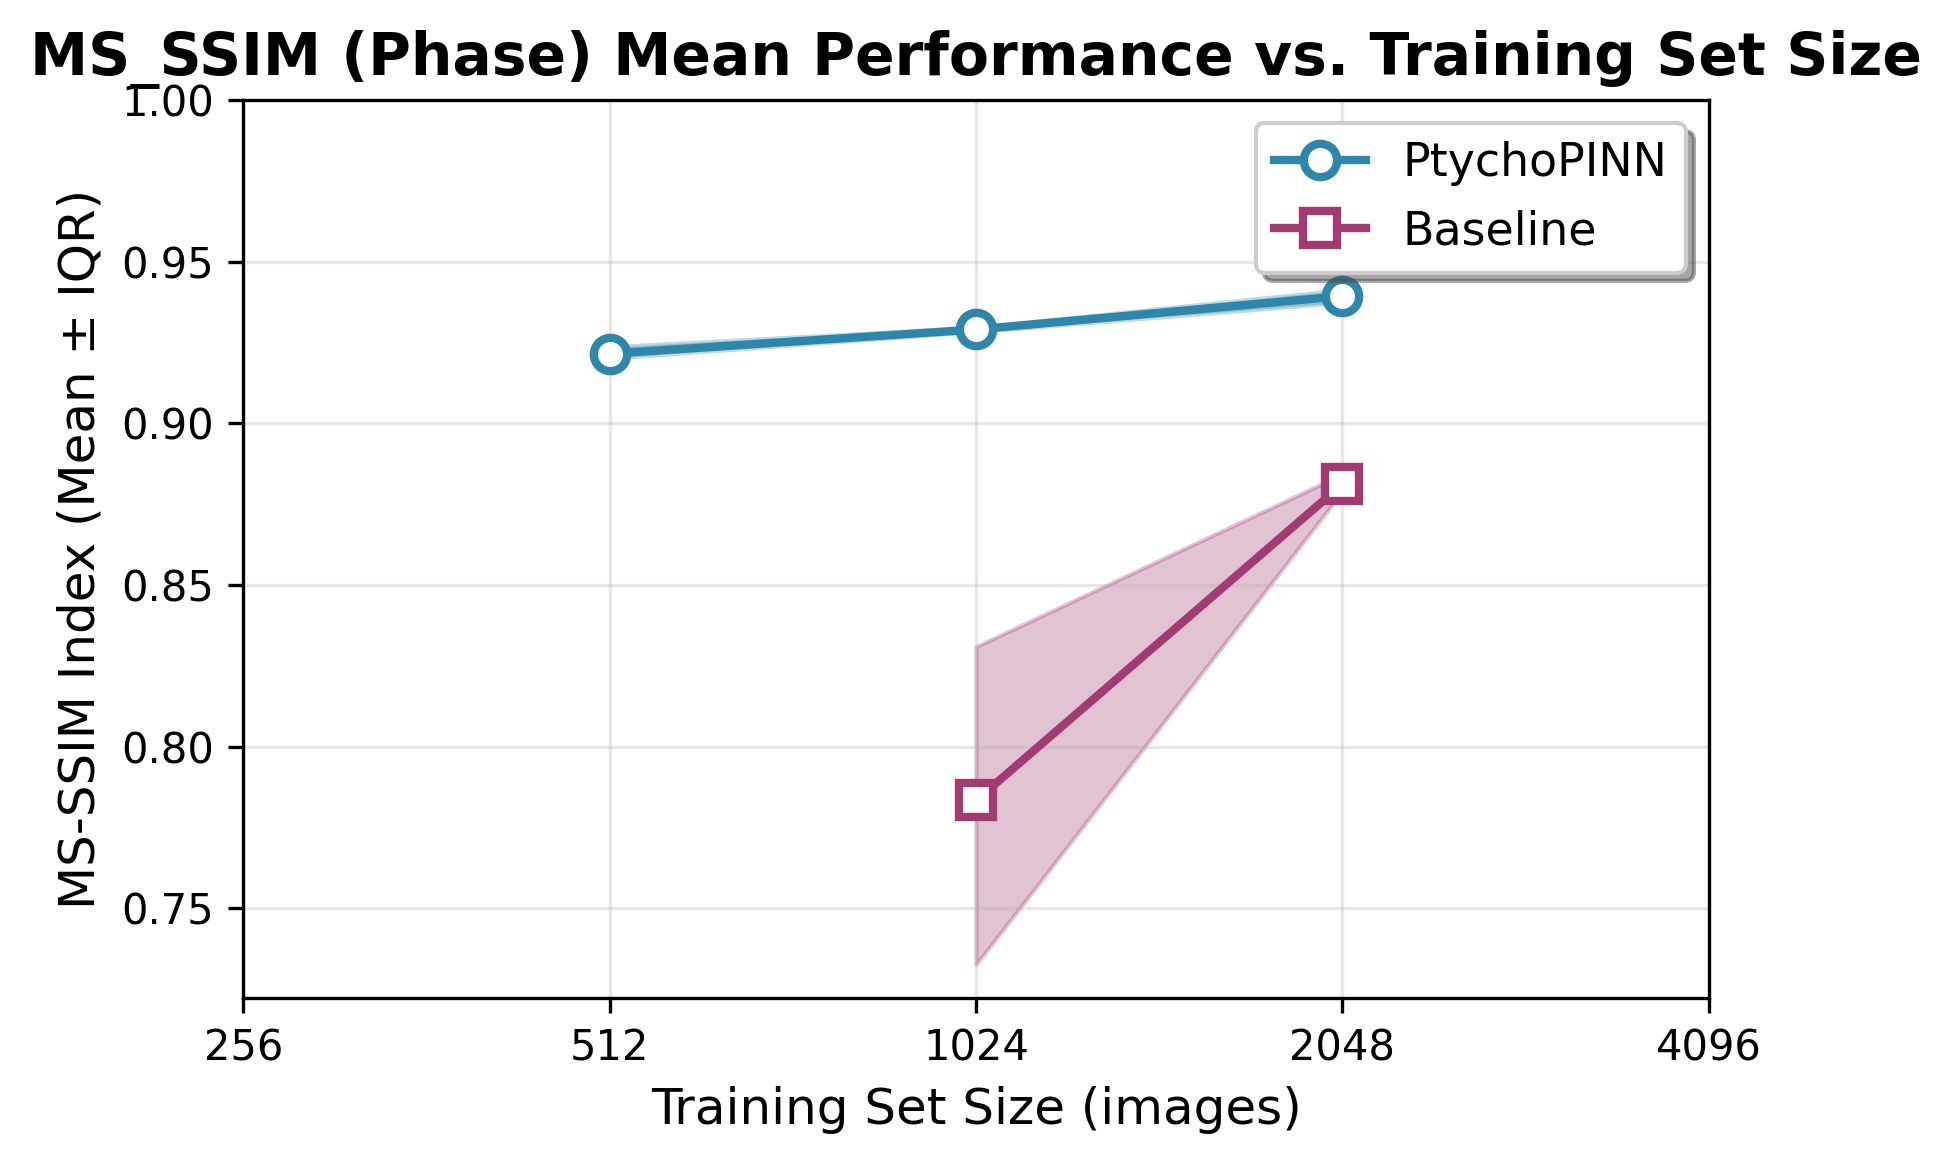 MS_SSIM (Phase) Mean Performance vs. Training Set Size
PtychoPINN
Baseline
MS-SSIM Index (Mean ± IQR)
1.00
0.95
0.90
0.85
0.80
0.75
256 512 1024 2048 4096
Training Set Size (images)